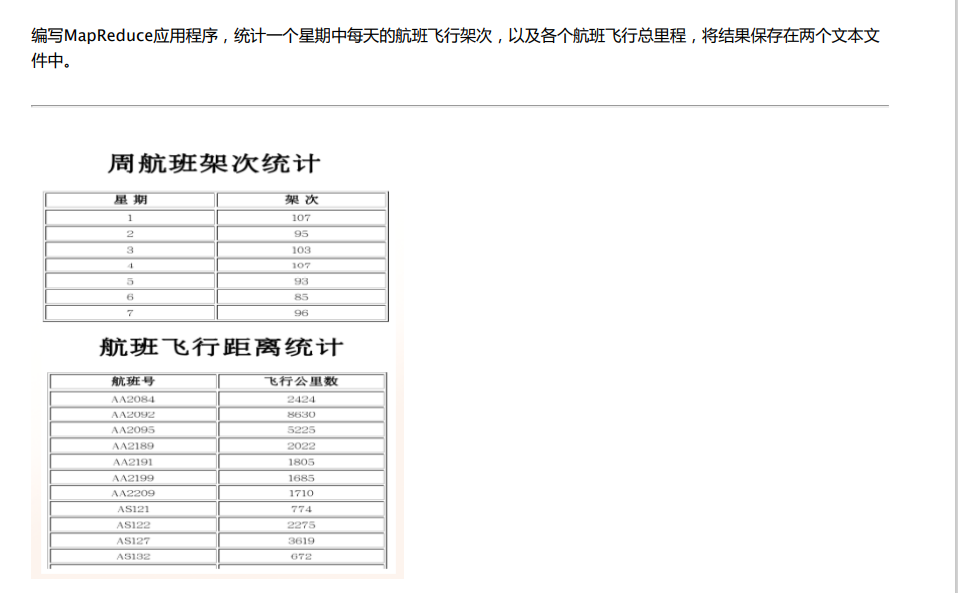 编写MapReduce应用程序，统计一个星期中每天的航班飞行架次，以及各个航班飞行总里程，将结果保存在两个文本文
件中。
周航班架次统计
星 期 架 次
1 107
2 95
3 103
4 107
5 93
6 85
7 96
航班飞行距离统计
航班号 飞行公里数
AA2084 2424
AA2092 8630
AA2095 5225
AA2189 2022
AA2191 1805
AA2199 1685
AA2209 1710
AS121 774
AS122 2275
AS127 3619
AS132 672